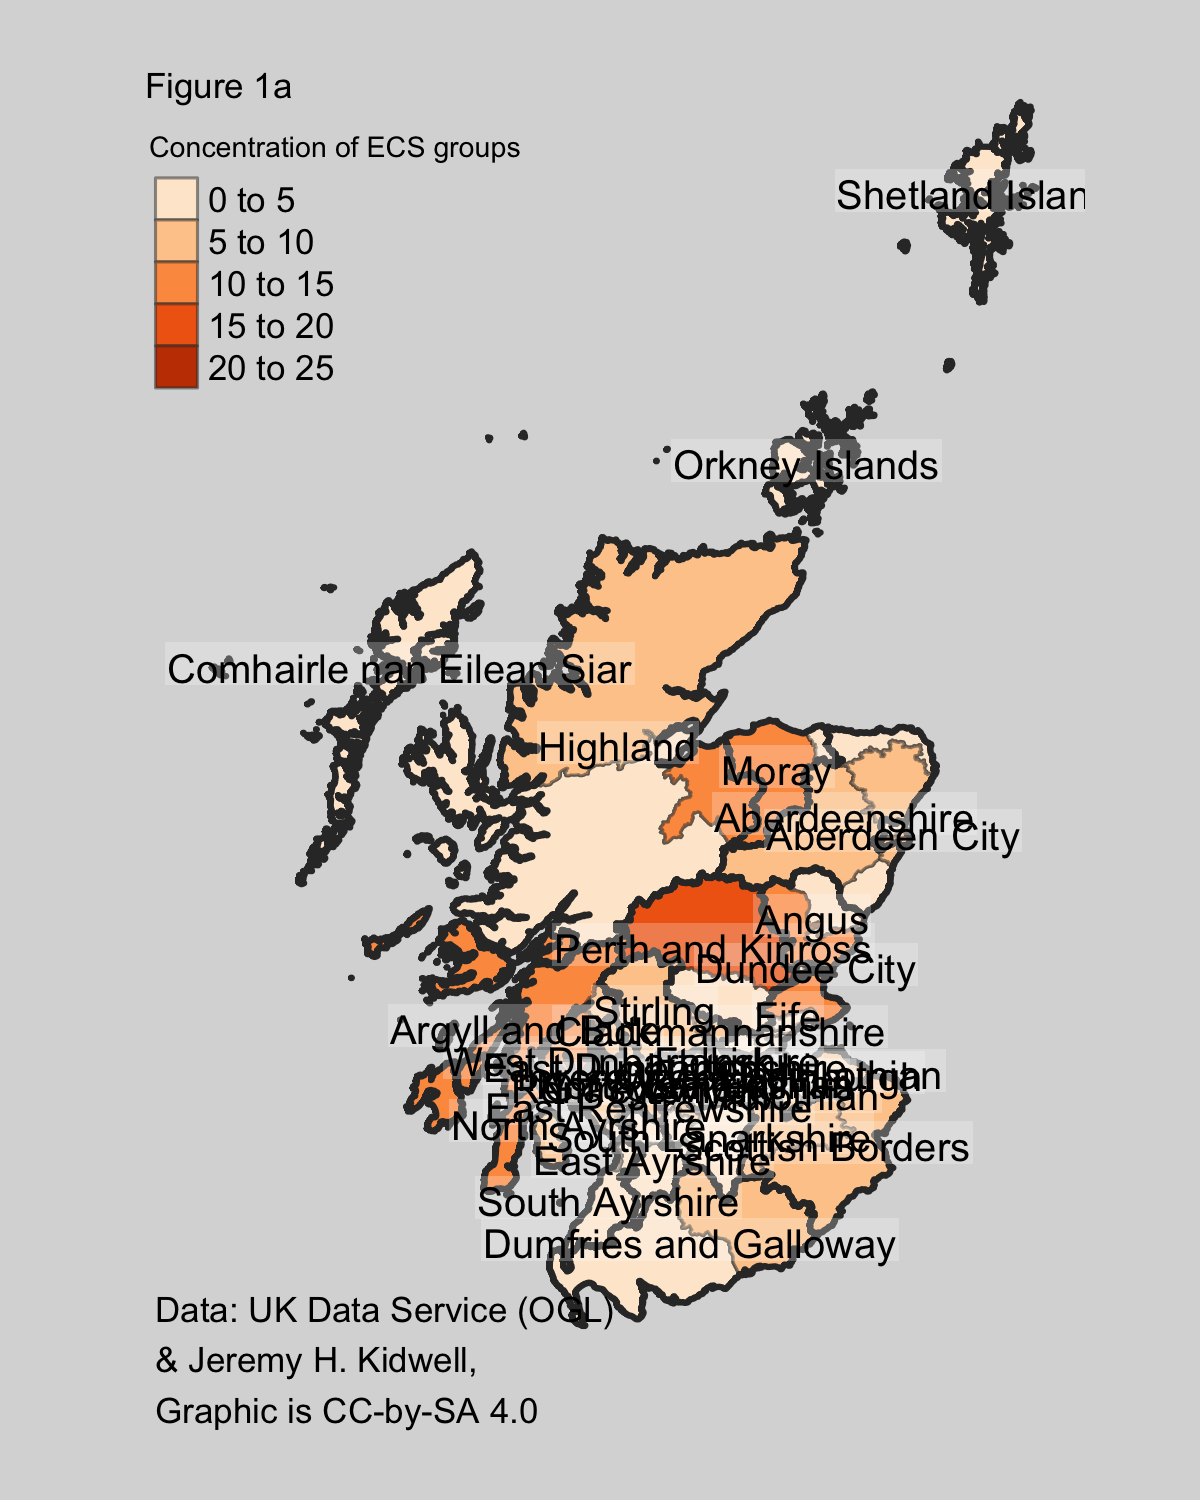 Figure 1a
Concentration of ECS groups
0 to 5
5 to 10
10 to 15
15 to 20
20 to 25
Shetland Islan
Orkney Islands
Comhairle nan Eilean Siar
Highland
Moray
Aberdeenshire
Aberdeen City
Angus
Perth and Kinross
Dundee City
Stirling
Fife
Argyll and Bute
Clackmannanshire
East Renfrewshire
North Ayrshire
South Lanarkshire
Scottish Borders
East Ayrshire
South Ayrshire
Dumfries and Galloway
Data: UK Data Service (OGL)
& Jeremy H. Kidwell,
Graphic is CC-by-SA 4.0